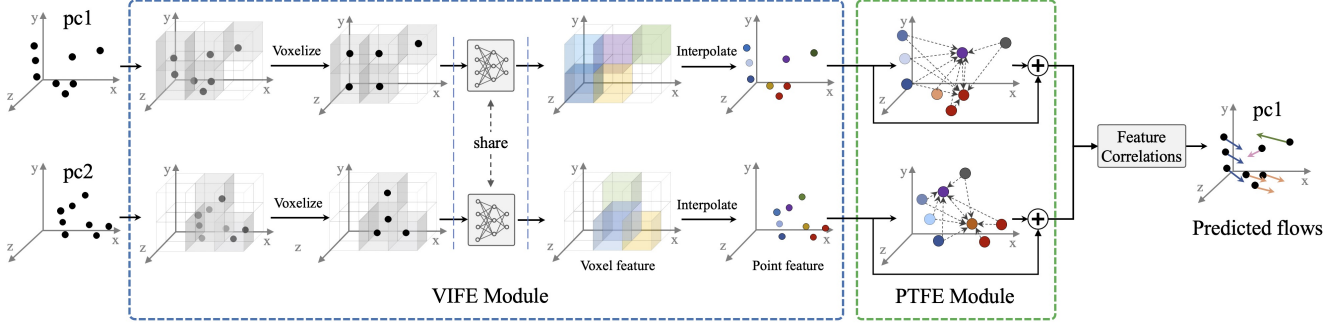 pc1
y
x
z
y
x
z
Voxelize
y
x
z
y
x
z
Interpolate
y
x
z
y
x
z
share
Feature
Correlations
pc1
y
x
z
Predicted flows
pc2
y
x
z
y
x
z
Voxelize
y
x
z
y
x
z
Voxel feature
Interpolate
y
x
z
Point feature
y
x
z
VIFE Module
PTFE Module